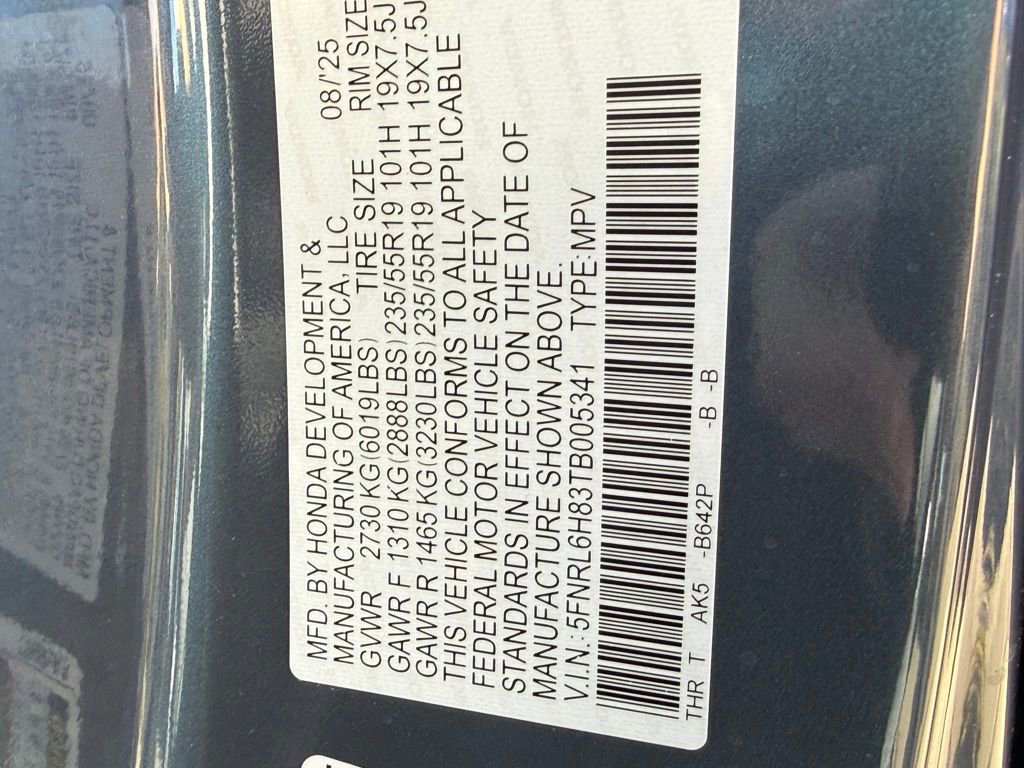 MFD. BY HONDA DEVELOPMENT &
MANUFACTURING OF AMERICA, LLC 08/'25
GVWR 2730 KG(6019LBS) TIRE SIZE RIM SIZE
GAWR F 1310 KG(2888LBS) 235/55R19 101H 19X7.5J
GAWR R 1465 KG(3230LBS) 235/55R19 101H 19X7.5J
THIS VEHICLE CONFORMS TO ALL APPLICABLE
FEDERAL MOTOR VEHICLE SAFETY
STANDARDS IN EFFECT ON THE DATE OF
MANUFACTURE SHOWN ABOVE.
V.I.N.: 5FNRL6H83TB005341 TYPE:MPV
THR T AK5 -B642P -B -B